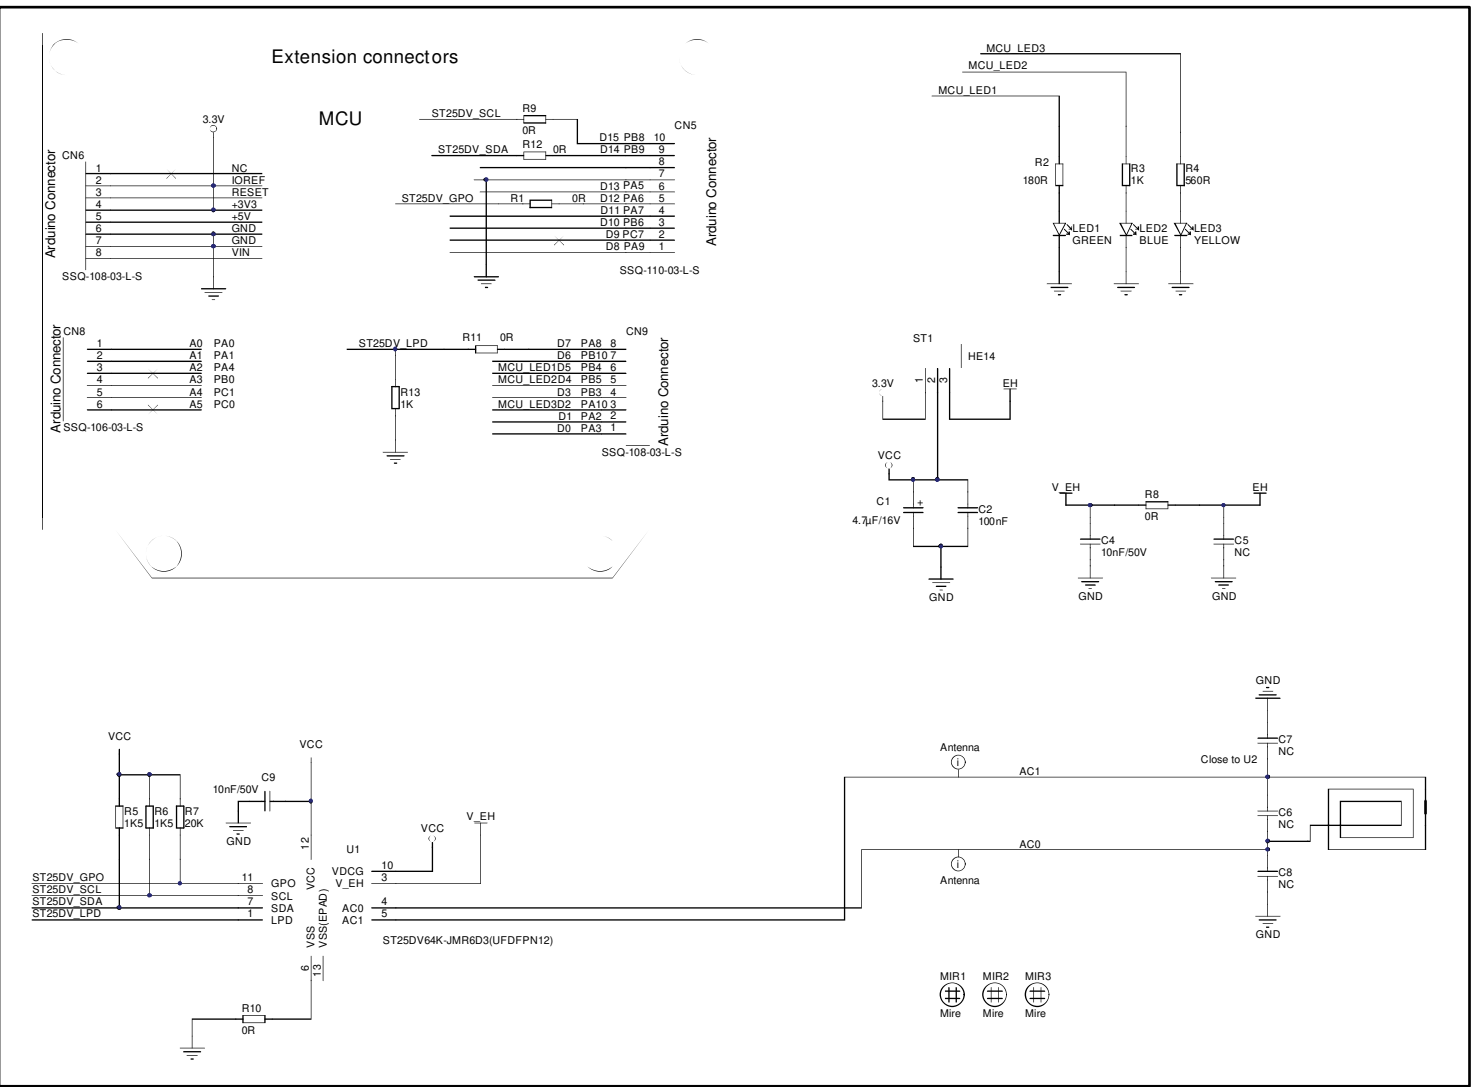 Extension connectors
MCU
3.3V
CN6
Arduino Connector
1 NC
2 IOREF
3 RESET
4 +3V3
5 +5V
6 GND
7 GND
8 VIN
SSQ-108-03-L-S
ST25DV_SCL R9
0R
ST25DV_SDA R12 0R
ST25DV_GPO R1 0R
CN5
D15 PB8 10
D14 PB9 9
8
7
D13 PA5 6
D12 PA6 5
D11 PA7 4
D10 PB6 3
D9 PC7 2
D8 PA9 1
Arduino Connector
SSQ-110-03-L-S
CN8
Arduino Connector
1 A0 PA0
2 A1 PA1
3 A2 PA4
4 A3 PB0
5 A4 PC1
6 A5 PC0
SSQ-106-03-L-S
ST25DV_LPD R11 0R
R13
1K
CN9
D7 PA8 8
D6 PB10 7
MCU_LED1 D5 PB4 6
MCU_LED2 D4 PB5 5
D3 PB3 4
MCU_LED3 D2 PA10 3
D1 PA2 2
D0 PA3 1
Arduino Connector
SSQ-108-03-L-S
MCU_LED3
MCU_LED2
MCU_LED1
R2
180R
R3
1K
R4
560R
LED1
GREEN
LED2
BLUE
LED3
YELLOW
ST1
HE14
3.3V
1
2
3
EH
VCC
C1
+
4.7µF/16V
C2
100nF
GND
V_EH
R8
0R
EH
C4
10nF/50V
C5
NC
GND
GND
VCC
R5
1K5
R6
1K5
R7
20K
VCC
C9
10nF/50V
GND
12
U1
VCC
V_EH
ST25DV_GPO 11 GPO
ST25DV_SCL 8 SCL
ST25DV_SDA 7 SDA
ST25DV_LPD 1 LPD
VCC
VSS
VSS(EPAD)
VDCG 10
V_EH 3
AC0 4
AC1 5
ST25DV64K-JMR6D3(UFDFPN12)
6
13
R10
0R
Antenna
i
AC1
AC0
i
Antenna
GND
C7
NC
Close to U2
C6
NC
C8
NC
GND
MIR1 MIR2 MIR3
Mire Mire Mire